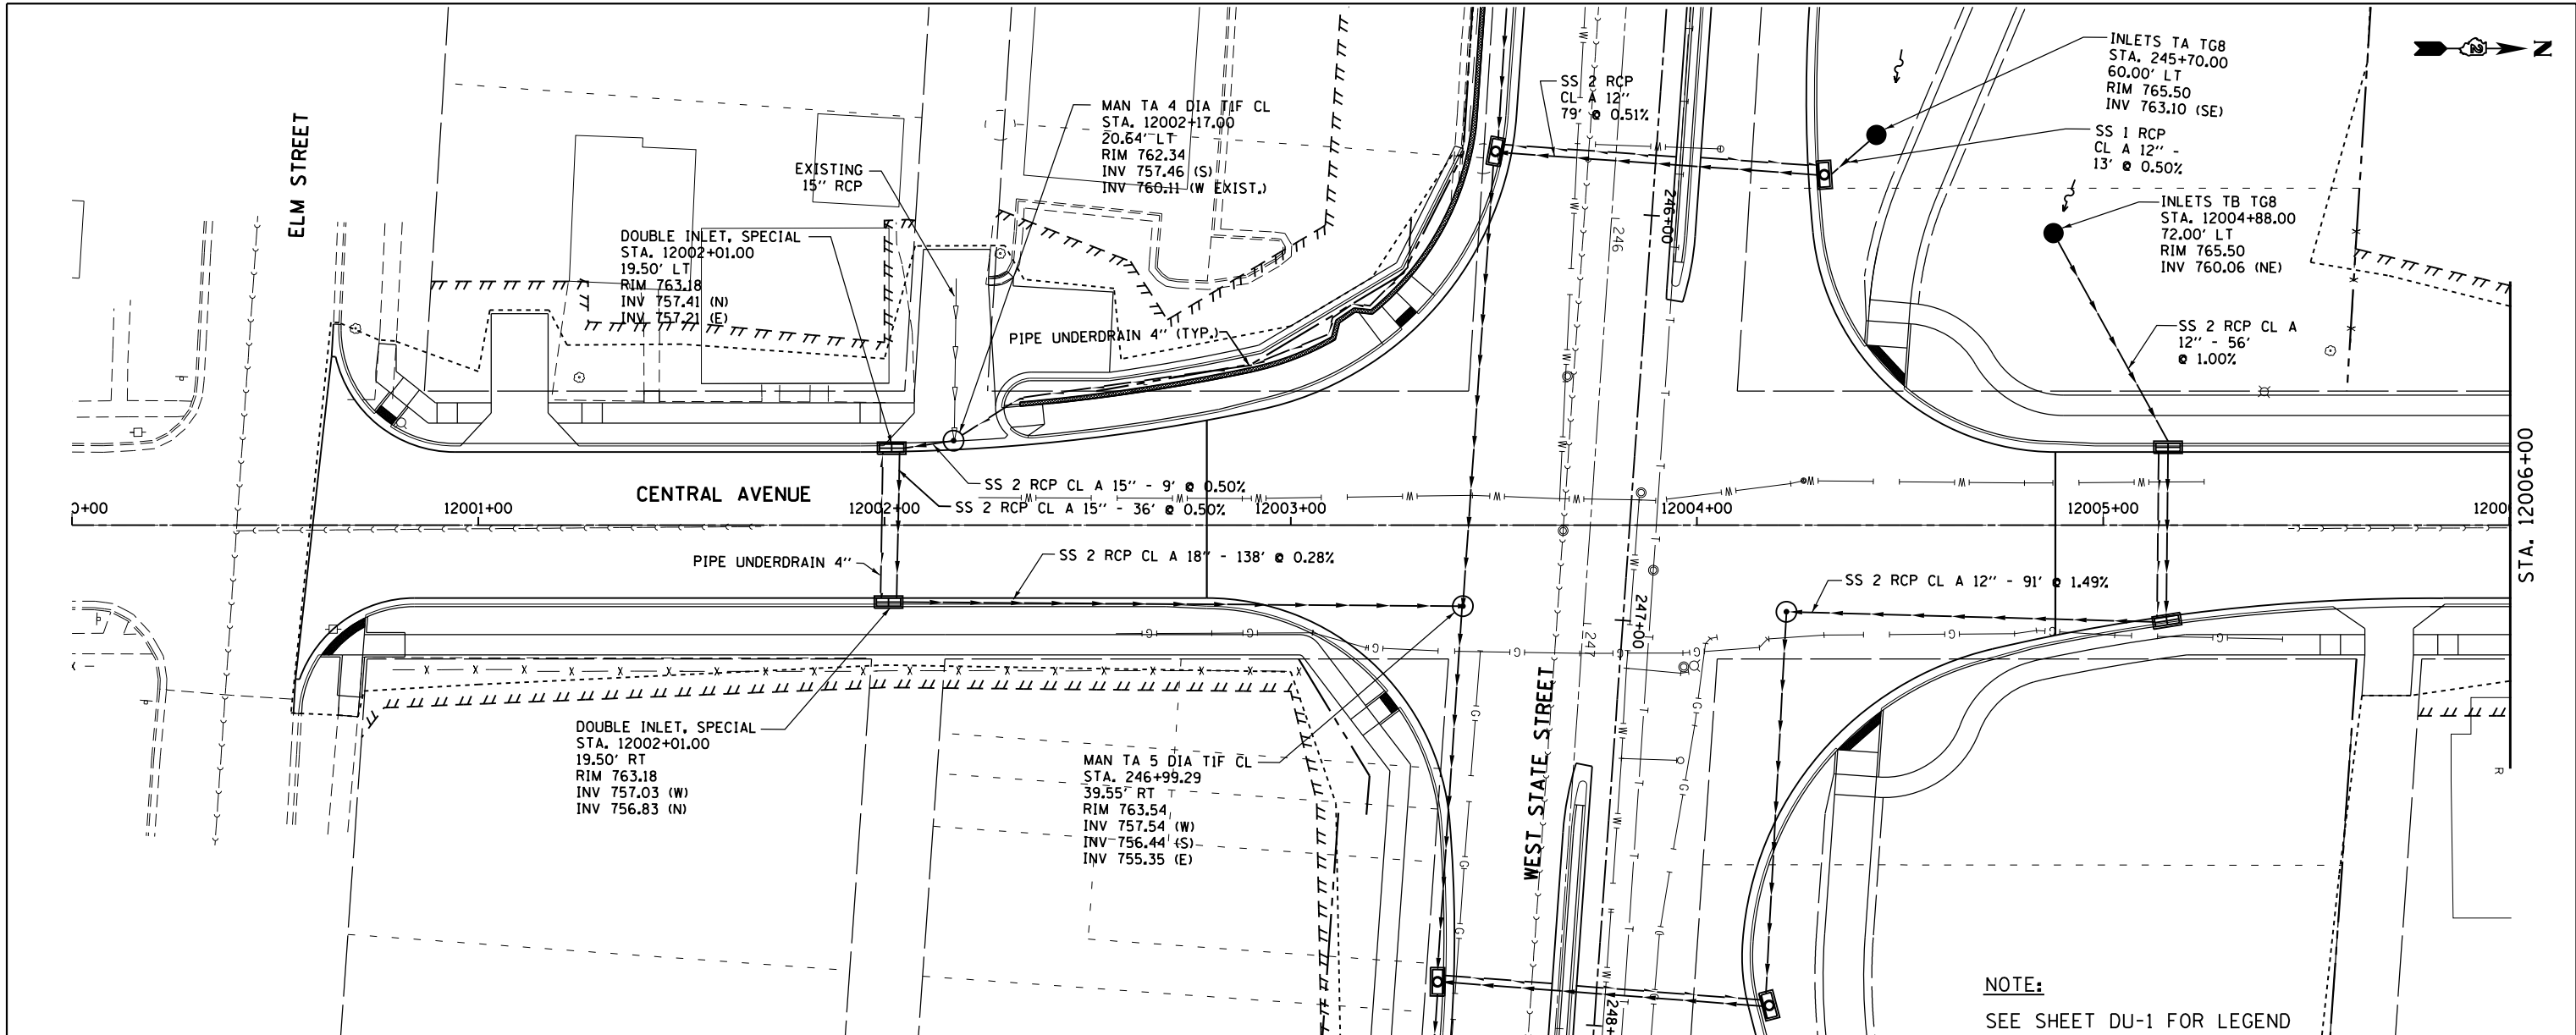 ELM STREET
EXISTING
15" RCP
MAN TA 4 DIA T1F CL
STA. 12002+17.00
20.64' LT
RIM 762.34
INV 757.46 (S)
INV 760.11 (W EXIST.)
DOUBLE INLET, SPECIAL
STA. 12002+01.00
19.50' LT
RIM 763.18
INV 757.41 (N)
INV 757.21 (E)
PIPE UNDERDRAIN 4" (TYP.)
SS 2 RCP
CL A 12"
79' @ 0.51%
INLETS TA TG8
STA. 245+70.00
60.00' LT
RIM 765.50
INV 763.10 (SE)
SS 1 RCP
CL A 12" -
13' @ 0.50%
INLETS TB TG8
STA. 12004+88.00
72.00' LT
RIM 765.50
INV 760.06 (NE)
SS 2 RCP CL A
12" - 56'
@ 1.00%
N
246+00
246
CENTRAL AVENUE
SS 2 RCP CL A 15" - 9' @ 0.50%
SS 2 RCP CL A 15" - 36' @ 0.50%
0+00
12001+00
12002+00
12003+00
12004+00
12005+00
1200
STA. 12006+00
PIPE UNDERDRAIN 4"
SS 2 RCP CL A 18" - 138' @ 0.28%
SS 2 RCP CL A 12" - 91' @ 1.49%
247+00
247
WEST STATE STREET
DOUBLE INLET, SPECIAL
STA. 12002+01.00
19.50' RT
RIM 763.18
INV 757.03 (W)
INV 756.83 (N)
MAN TA 5 DIA T1F CL
STA. 246+99.29
39.55' RT
RIM 763.54
INV 757.54 (W)
INV 756.44 (S)
INV 755.35 (E)
248+
NOTE:
SEE SHEET DU-1 FOR LEGEND